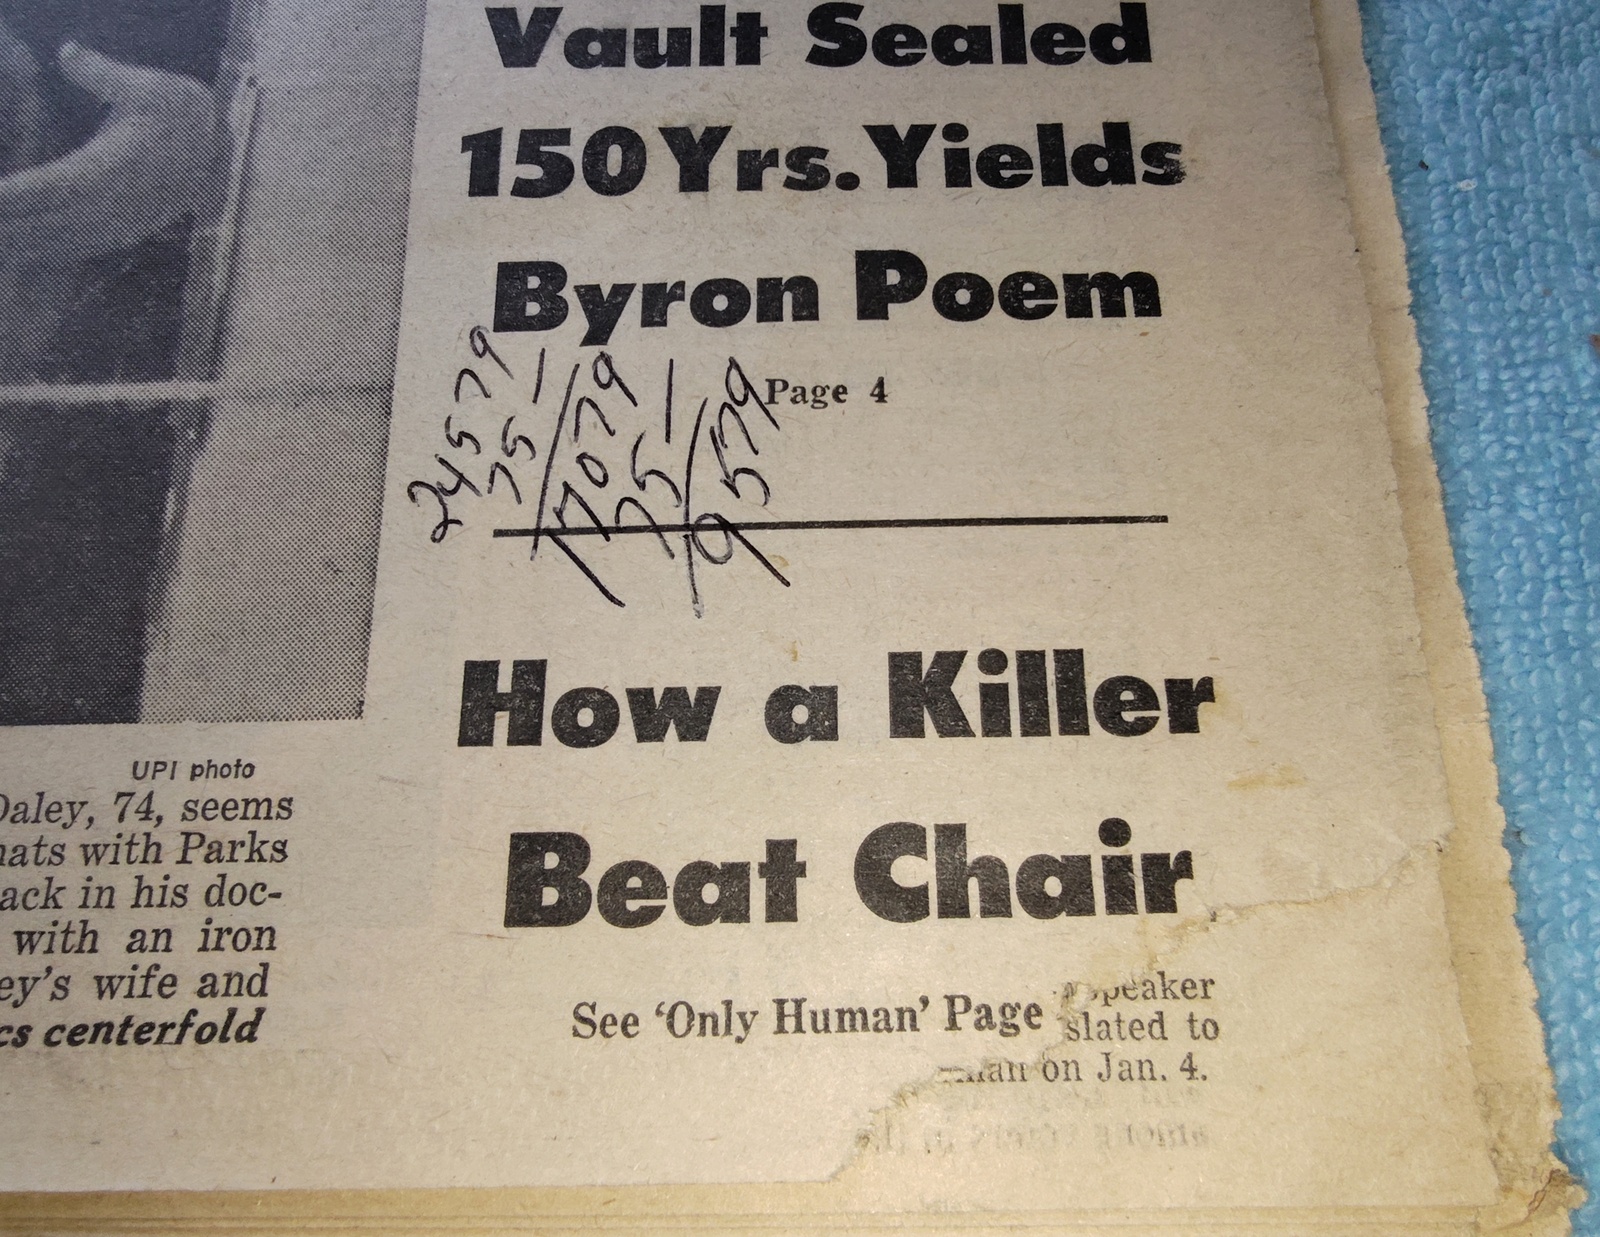 Vault Sealed
150 Yrs. Yields
Byron Poem
Page 4
24579
75 —
17079
75 —
9579
How a Killer
Beat Chair
See 'Only Human' Page
speaker
slated to
on Jan. 4.
UPI photo
Daley, 74, seems
hats with Parks
ack in his doc-
with an iron
ey's wife and
cs centerfold